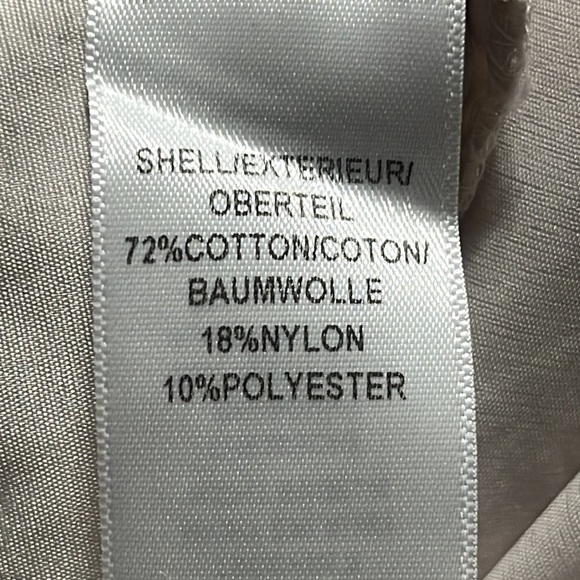 SHELL/EXTERIEUR/
OBERTEIL
72%COTTON/COTON/
BAUMWOLLE
18%NYLON
10%POLYESTER